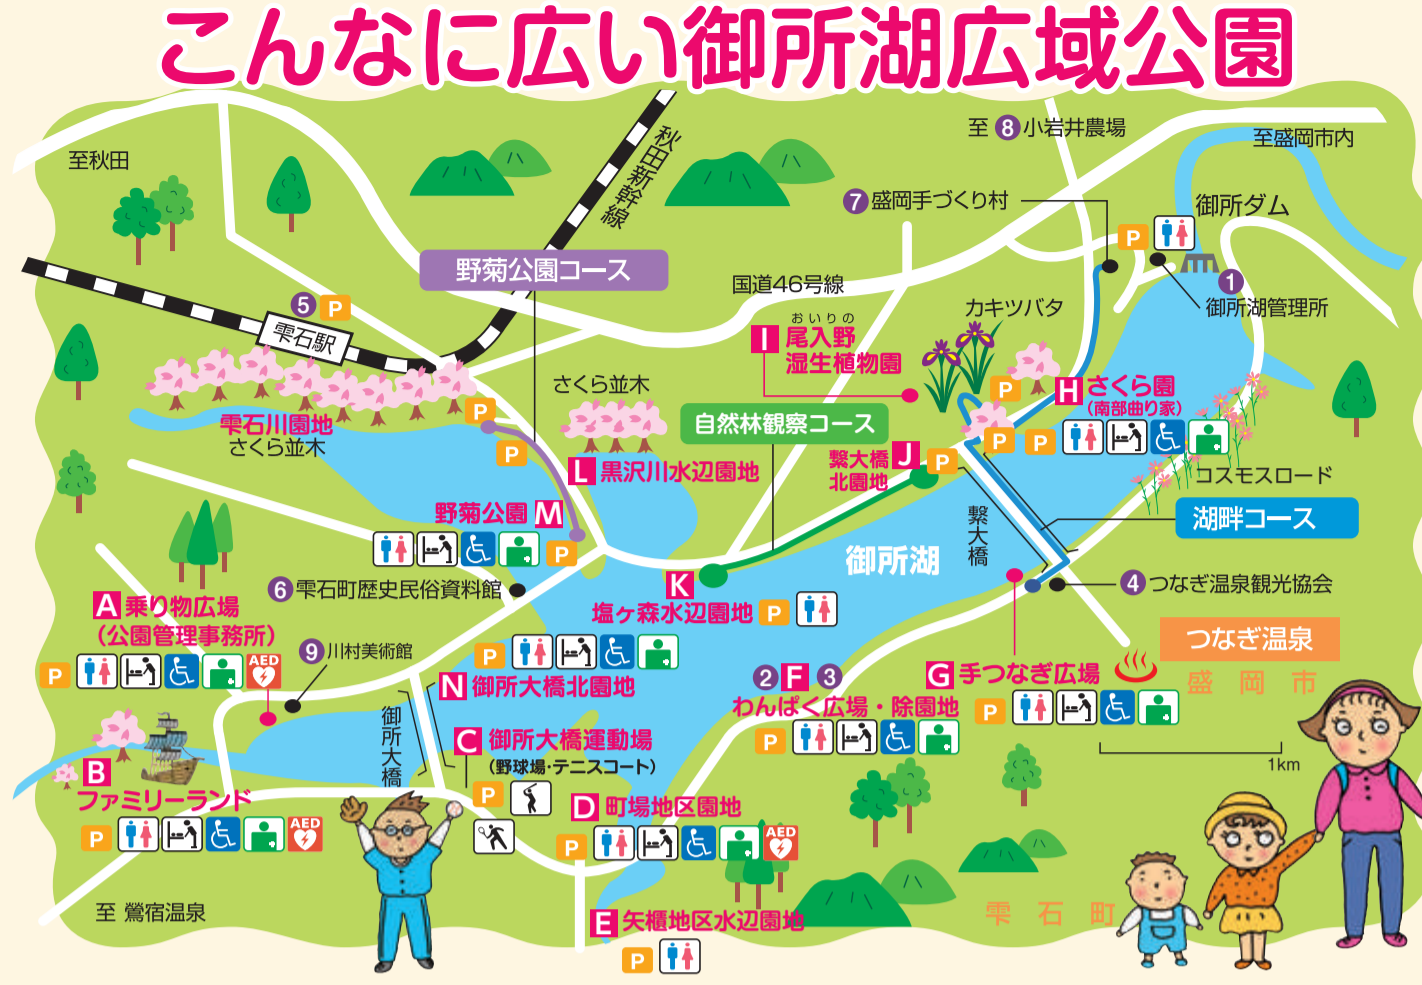 こんなに広い御所湖広域公園
至秋田
秋田新幹線
至 8 小岩井農場
至盛岡市内
7 盛岡手づくり村
御所ダム
P
野菊公園コース
国道46号線
1
御所湖管理所
5 P
雫石駅
カキツバタ
おいりの
I 尾入野
湿生植物園
さくら並木
P
H さくら園
(南部曲り家)
P P
自然林観察コース
雫石川園地
さくら並木
P
P
L 黒沢川水辺園地
繋大橋
北園地
J P
コスモスロード
湖畔コース
野菊公園 M
P
繋大橋
御所湖
6 雫石町歴史民俗資料館
K
塩ヶ森水辺園地 P
4 つなぎ温泉観光協会
A 乗り物広場
(公園管理事務所)
P AED
9 川村美術館
P
N 御所大橋北園地
つなぎ温泉
盛岡市
2 F 3
わんぱく広場・除園地
P
G 手つなぎ広場
P
御所大橋
C 御所大橋運動場
(野球場・テニスコート)
P
1km
B
ファミリーランド
P AED
D 町場地区園地
P AED
至 鶯宿温泉
E 矢櫃地区水辺園地
P
雫石町